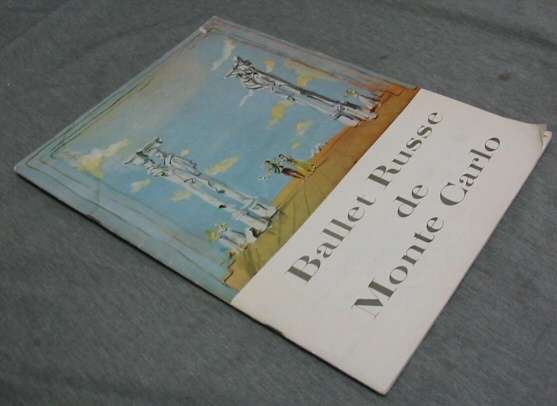 Ballet Russe
de
Monte Carlo